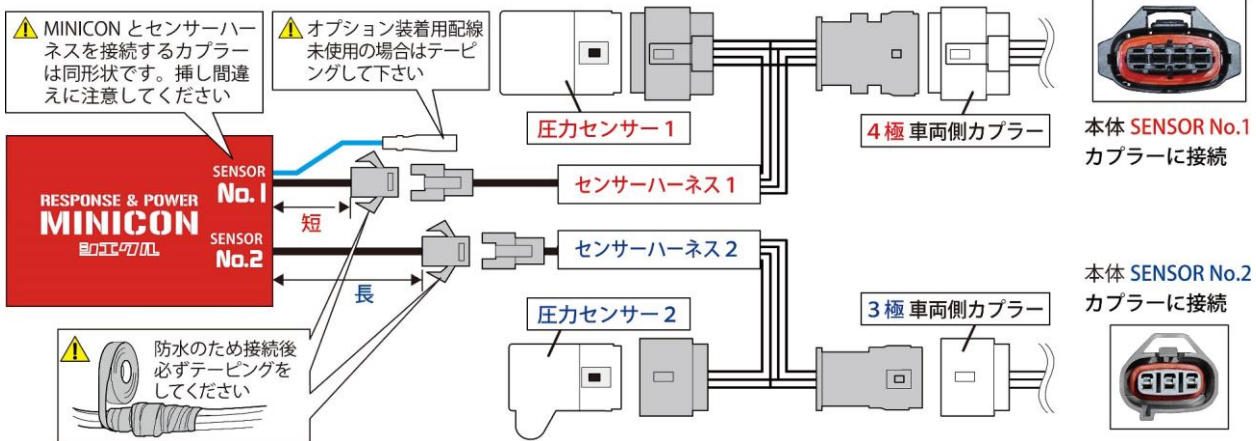 MINICON とセンサーハー
ネスを接続するカプラー
は同形状です。挿し間違
えに注意してください
オプション装着用配線
未使用の場合はテーピ
ングして下さい
圧力センサー1
4極 車両側カプラー
本体 SENSOR No.1
カプラーに接続
RESPONSE & POWER
MINICON
シエクル
SENSOR
No.1
SENSOR
No.2
短
長
センサーハーネス1
センサーハーネス2
圧力センサー2
3極 車両側カプラー
本体 SENSOR No.2
カプラーに接続
防水のため接続後
必ずテーピングを
してください